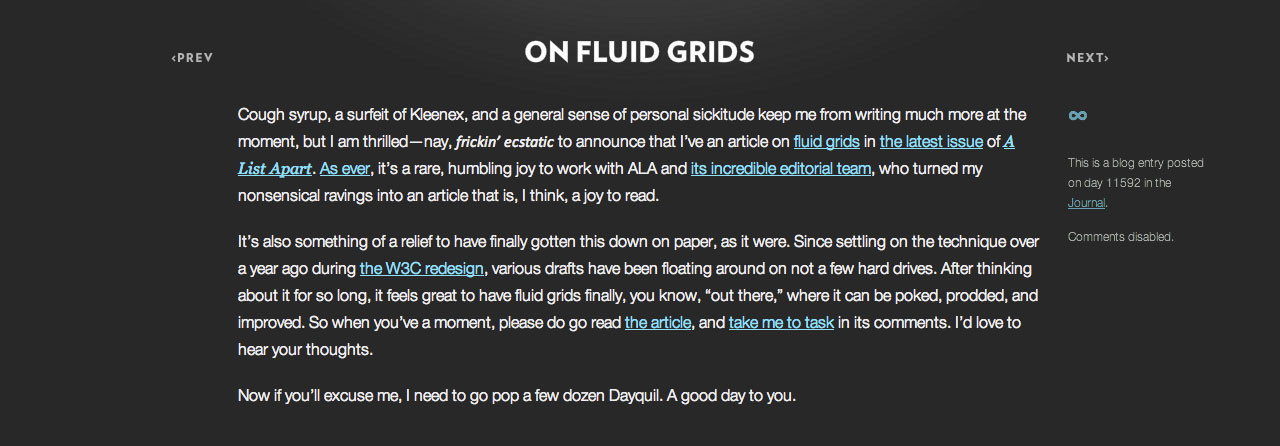 ‹PREV
ON FLUID GRIDS
NEXT›
Cough syrup, a surfeit of Kleenex, and a general sense of personal sickitude keep me from writing much more at the
moment, but I am thrilled—nay, frickin’ ecstatic to announce that I’ve an article on fluid grids in the latest issue of A
List Apart. As ever, it’s a rare, humbling joy to work with ALA and its incredible editorial team, who turned my
nonsensical ravings into an article that is, I think, a joy to read.
It’s also something of a relief to have finally gotten this down on paper, as it were. Since settling on the technique over
a year ago during the W3C redesign, various drafts have been floating around on not a few hard drives. After thinking
about it for so long, it feels great to have fluid grids finally, you know, “out there,” where it can be poked, prodded, and
improved. So when you’ve a moment, please do go read the article, and take me to task in its comments. I’d love to
hear your thoughts.
Now if you’ll excuse me, I need to go pop a few dozen Dayquil. A good day to you.
∞
This is a blog entry posted
on day 11592 in the
Journal.
Comments disabled.